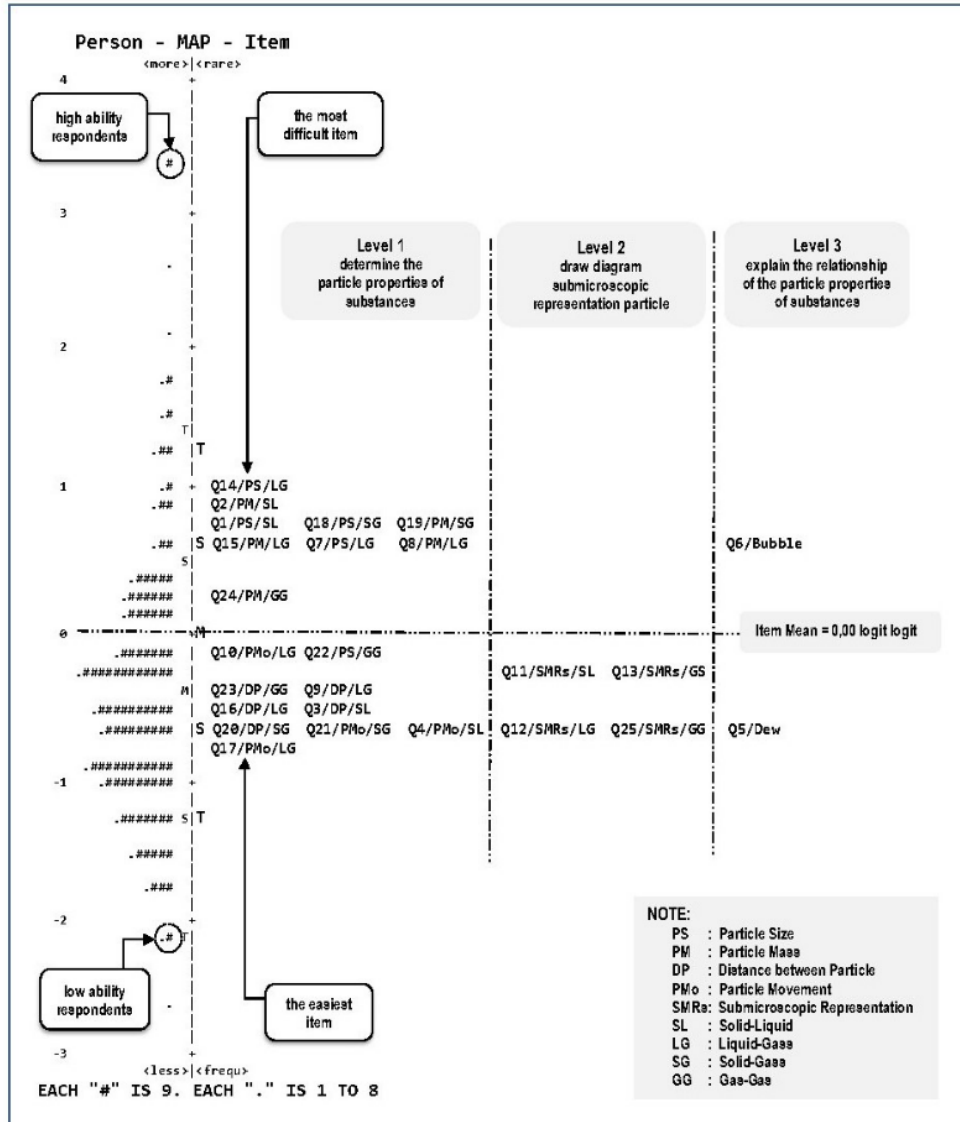 Person - MAP - Item
<more>|<rare>
4
high ability
respondents
the most
difficult item
#
3
.
Level 1
determine the
particle properties of
substances
Level 2
draw diagram
submicroscopic
representation particle
Level 3
explain the relationship
of the particle properties
of substances
.
2
.#
.#
T
.## T
1 .# + Q14/PS/LG
.## Q2/PM/SL
Q1/PS/SL Q18/PS/SG Q19/PM/SG
.## S Q15/PM/LG Q7/PS/LG Q8/PM/LG Q6/Bubble
S
.#####
.###### Q24/PM/GG
.######
0 M Item Mean = 0,00 logit logit
.####### Q10/PMo/LG Q22/PS/GG
.############ Q11/SMRs/SL Q13/SMRs/GS
M Q23/DP/GG Q9/DP/LG
.########## Q16/DP/LG Q3/DP/SL
.######### S Q20/DP/SG Q21/PMo/SG Q4/PMo/SL Q12/SMRs/LG Q25/SMRs/GG Q5/Dew
Q17/PMo/LG
.###########
-1 .######### +
.####### S T
.#####
.###
-2
.# T
low ability
respondents
.
the easiest
item
-3
<less>|<frequ>
EACH "#" IS 9. EACH "." IS 1 TO 8
NOTE:
PS : Particle Size
PM : Particle Mass
DP : Distance between Particle
PMo : Particle Movement
SMRs: Submicroscopic Representation
SL : Solid-Liquid
LG : Liquid-Gass
SG : Solid-Gass
GG : Gas-Gas